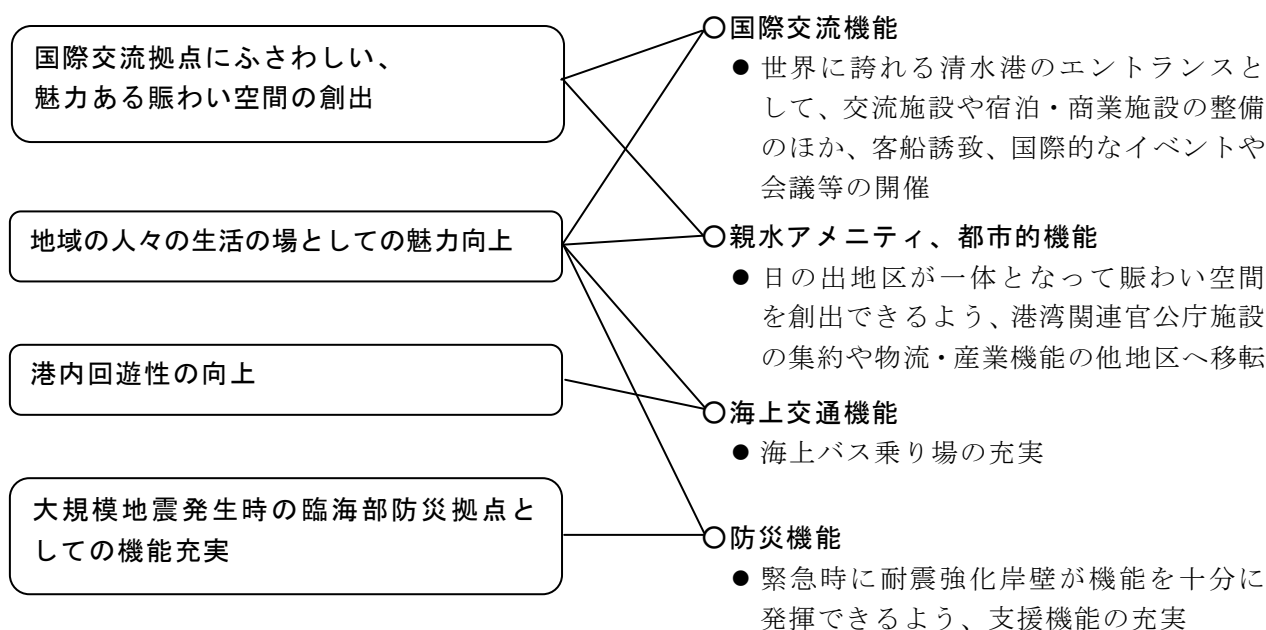 国際交流拠点にふさわしい、
魅力ある賑わい空間の創出
地域の人々の生活の場としての魅力向上
港内回遊性の向上
大規模地震発生時の臨海部防災拠点と
しての機能充実
○国際交流機能
● 世界に誇れる清水港のエントランスと
して、交流施設や宿泊・商業施設の整備
のほか、客船誘致、国際的なイベントや
会議等の開催
○親水アメニティ、都市的機能
● 日の出地区が一体となって賑わい空間
を創出できるよう、港湾関連官公庁施設
の集約や物流・産業機能の他地区へ移転
○海上交通機能
● 海上バス乗り場の充実
○防災機能
● 緊急時に耐震強化岸壁が機能を十分に
発揮できるよう、支援機能の充実